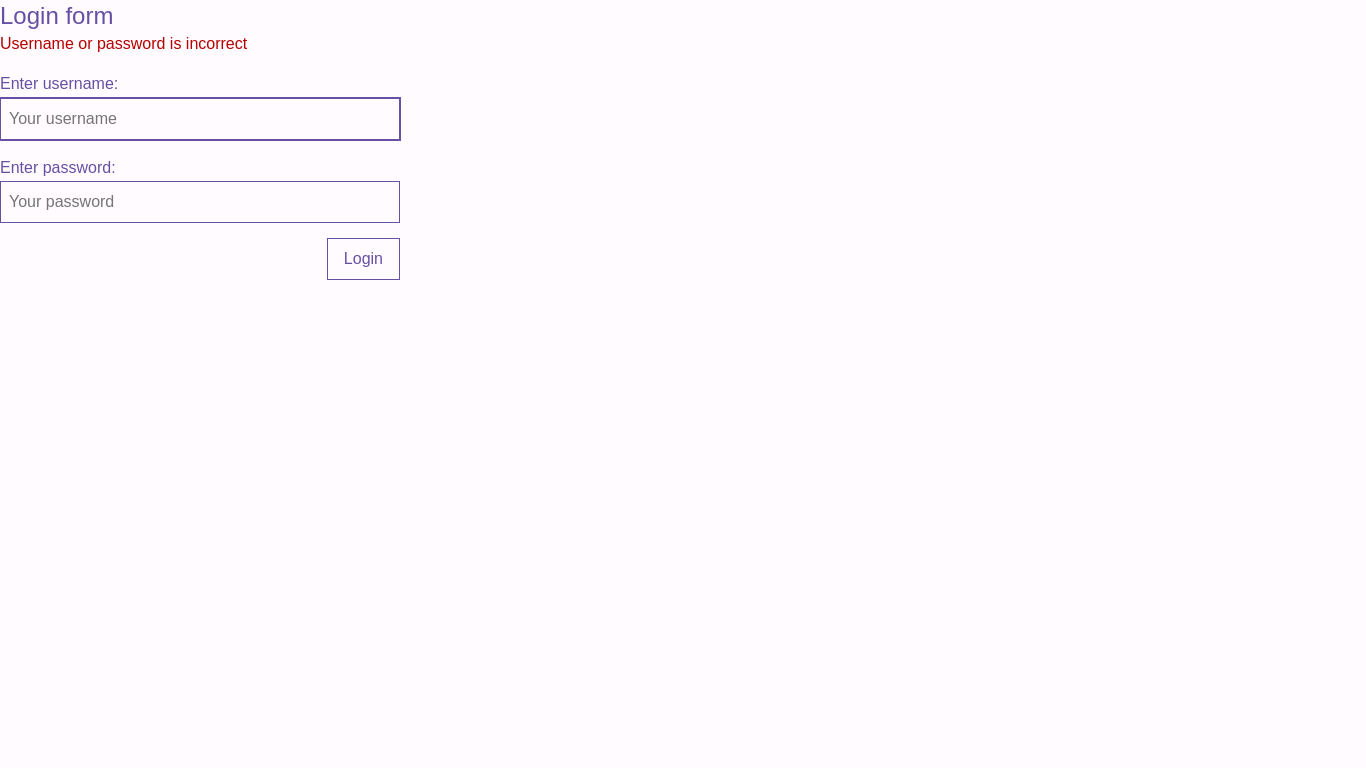 Login form
Username or password is incorrect
Enter username:
Your username
Enter password:
Your password
Login